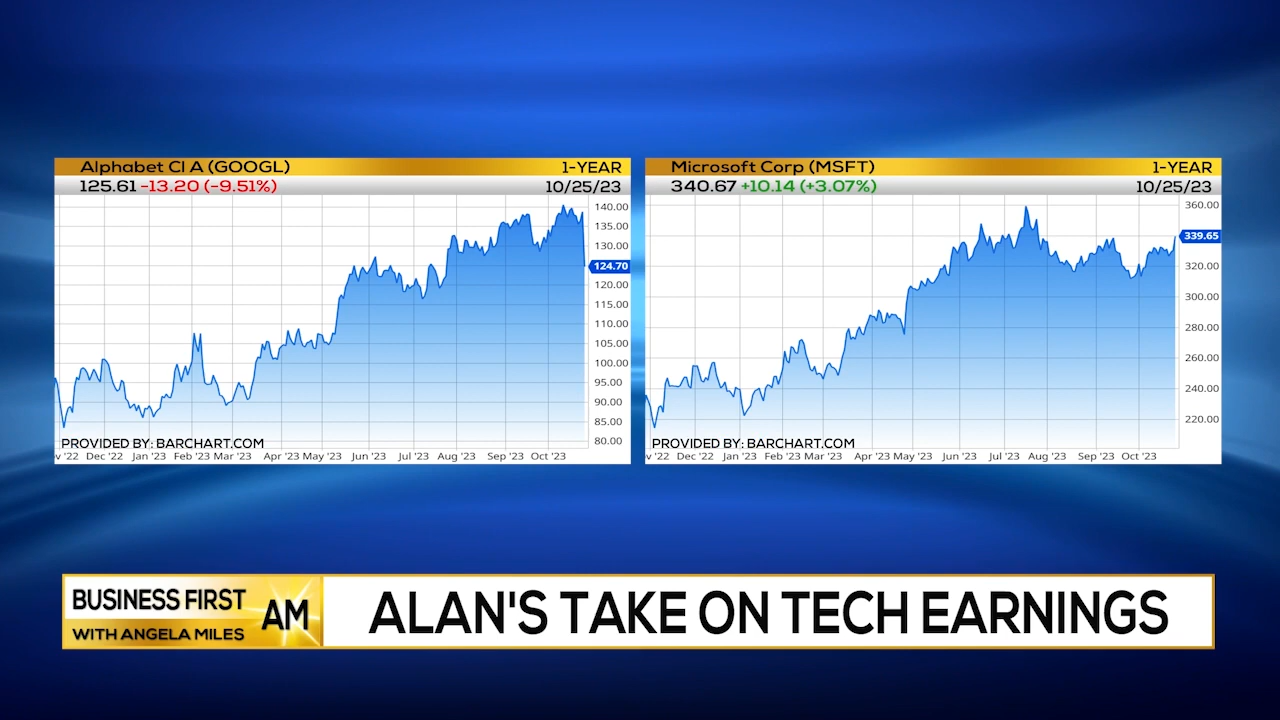 Alphabet Cl A (GOOGL) 1-YEAR
125.61 -13.20 (-9.51%) 10/25/23
140.00
135.00
130.00
124.70
120.00
115.00
110.00
105.00
100.00
95.00
90.00
85.00
80.00
PROVIDED BY: BARCHART.COM
v '22 Dec '22 Jan '23 Feb '23 Mar '23 Apr '23 May '23 Jun '23 Jul '23 Aug '23 Sep '23 Oct '23
Microsoft Corp (MSFT) 1-YEAR
340.67 +10.14 (+3.07%) 10/25/23
360.00
339.65
320.00
300.00
280.00
260.00
240.00
220.00
PROVIDED BY: BARCHART.COM
v '22 Dec '22 Jan '23 Feb '23 Mar '23 Apr '23 May '23 Jun '23 Jul '23 Aug '23 Sep '23 Oct '23
BUSINESS FIRST
AM
WITH ANGELA MILES
ALAN'S TAKE ON TECH EARNINGS